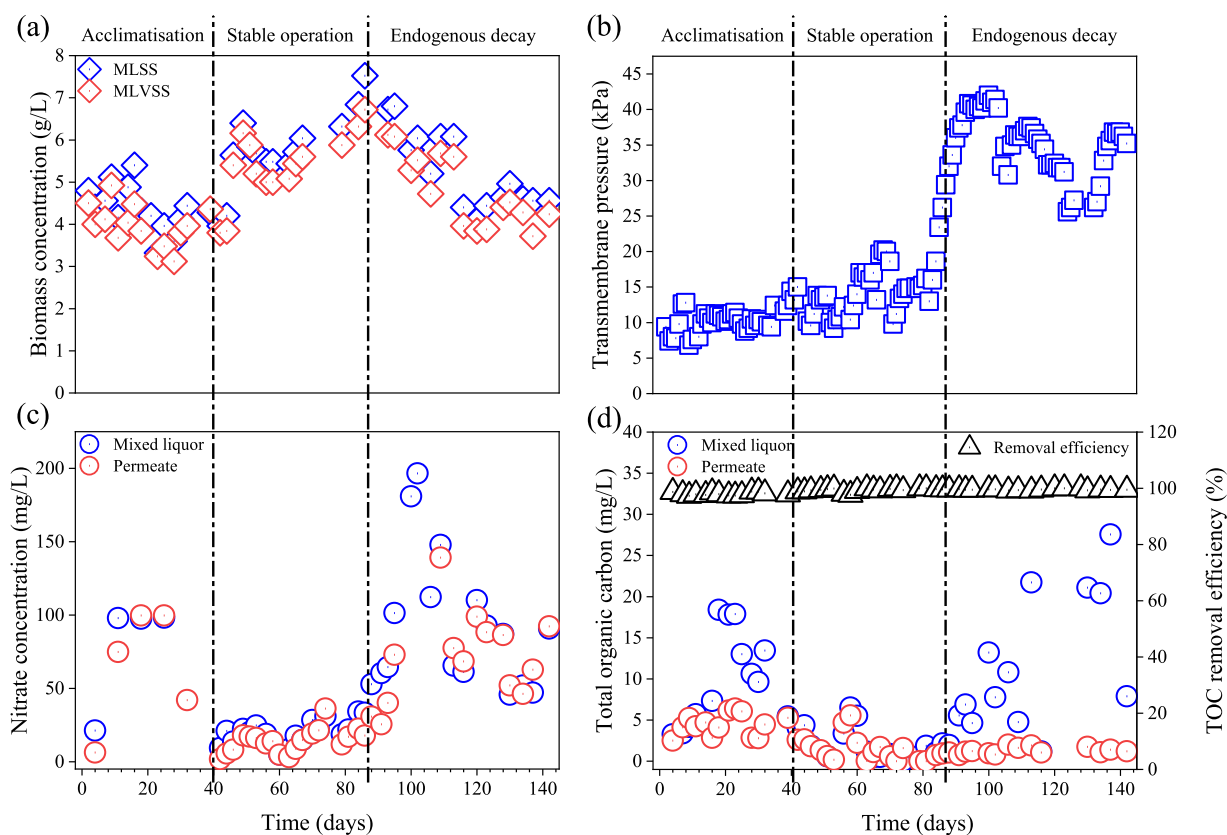 (a)
Acclimatisation Stable operation Endogenous decay
MLSS
MLVSS
Biomass concentration (g/L)
8
7
6
5
4
3
2
1
0
(b)
Acclimatisation Stable operation Endogenous decay
Transmembrane pressure (kPa)
45
40
35
30
25
20
15
10
5
0
(c)
Mixed liquor
Permeate
Nitrate concentration (mg/L)
200
150
100
50
0
0 20 40 60 80 100 120 140
Time (days)
(d)
Mixed liquor
Permeate
Removal efficiency
Total organic carbon (mg/L)
40
35
30
25
20
15
10
5
0
0 20 40 60 80 100 120 140
Time (days)
120
100
80
60
40
20
0
TOC removal efficiency (%)